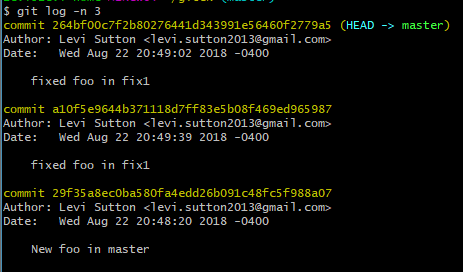 $ git log -n 3
commit 264bf00c7f2b80276441d343991e56460f2779a5 (HEAD -> master)
Author: Levi Sutton <levi.sutton2013@gmail.com>
Date:   Wed Aug 22 20:49:02 2018 -0400
fixed foo in fix1
commit a10f5e9644b371118d7ff83e5b08f469ed965987
Author: Levi Sutton <levi.sutton2013@gmail.com>
Date:   Wed Aug 22 20:49:39 2018 -0400
fixed foo in fix1
commit 29f35a8ec0ba580fa4edd26b091c48fc5f988a07
Author: Levi Sutton <levi.sutton2013@gmail.com>
Date:   Wed Aug 22 20:48:20 2018 -0400
New foo in master